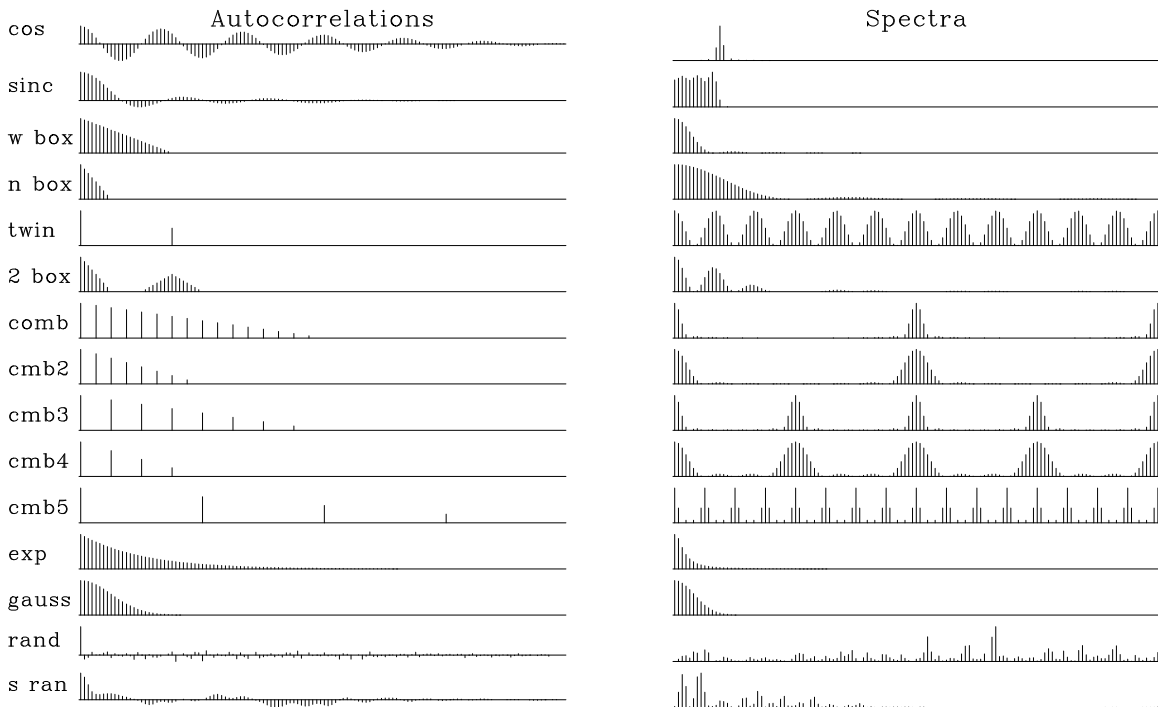 Autocorrelations
Spectra
cos
sinc
w box
n box
twin
2 box
comb
cmb2
cmb3
cmb4
cmb5
exp
gauss
rand
s ran